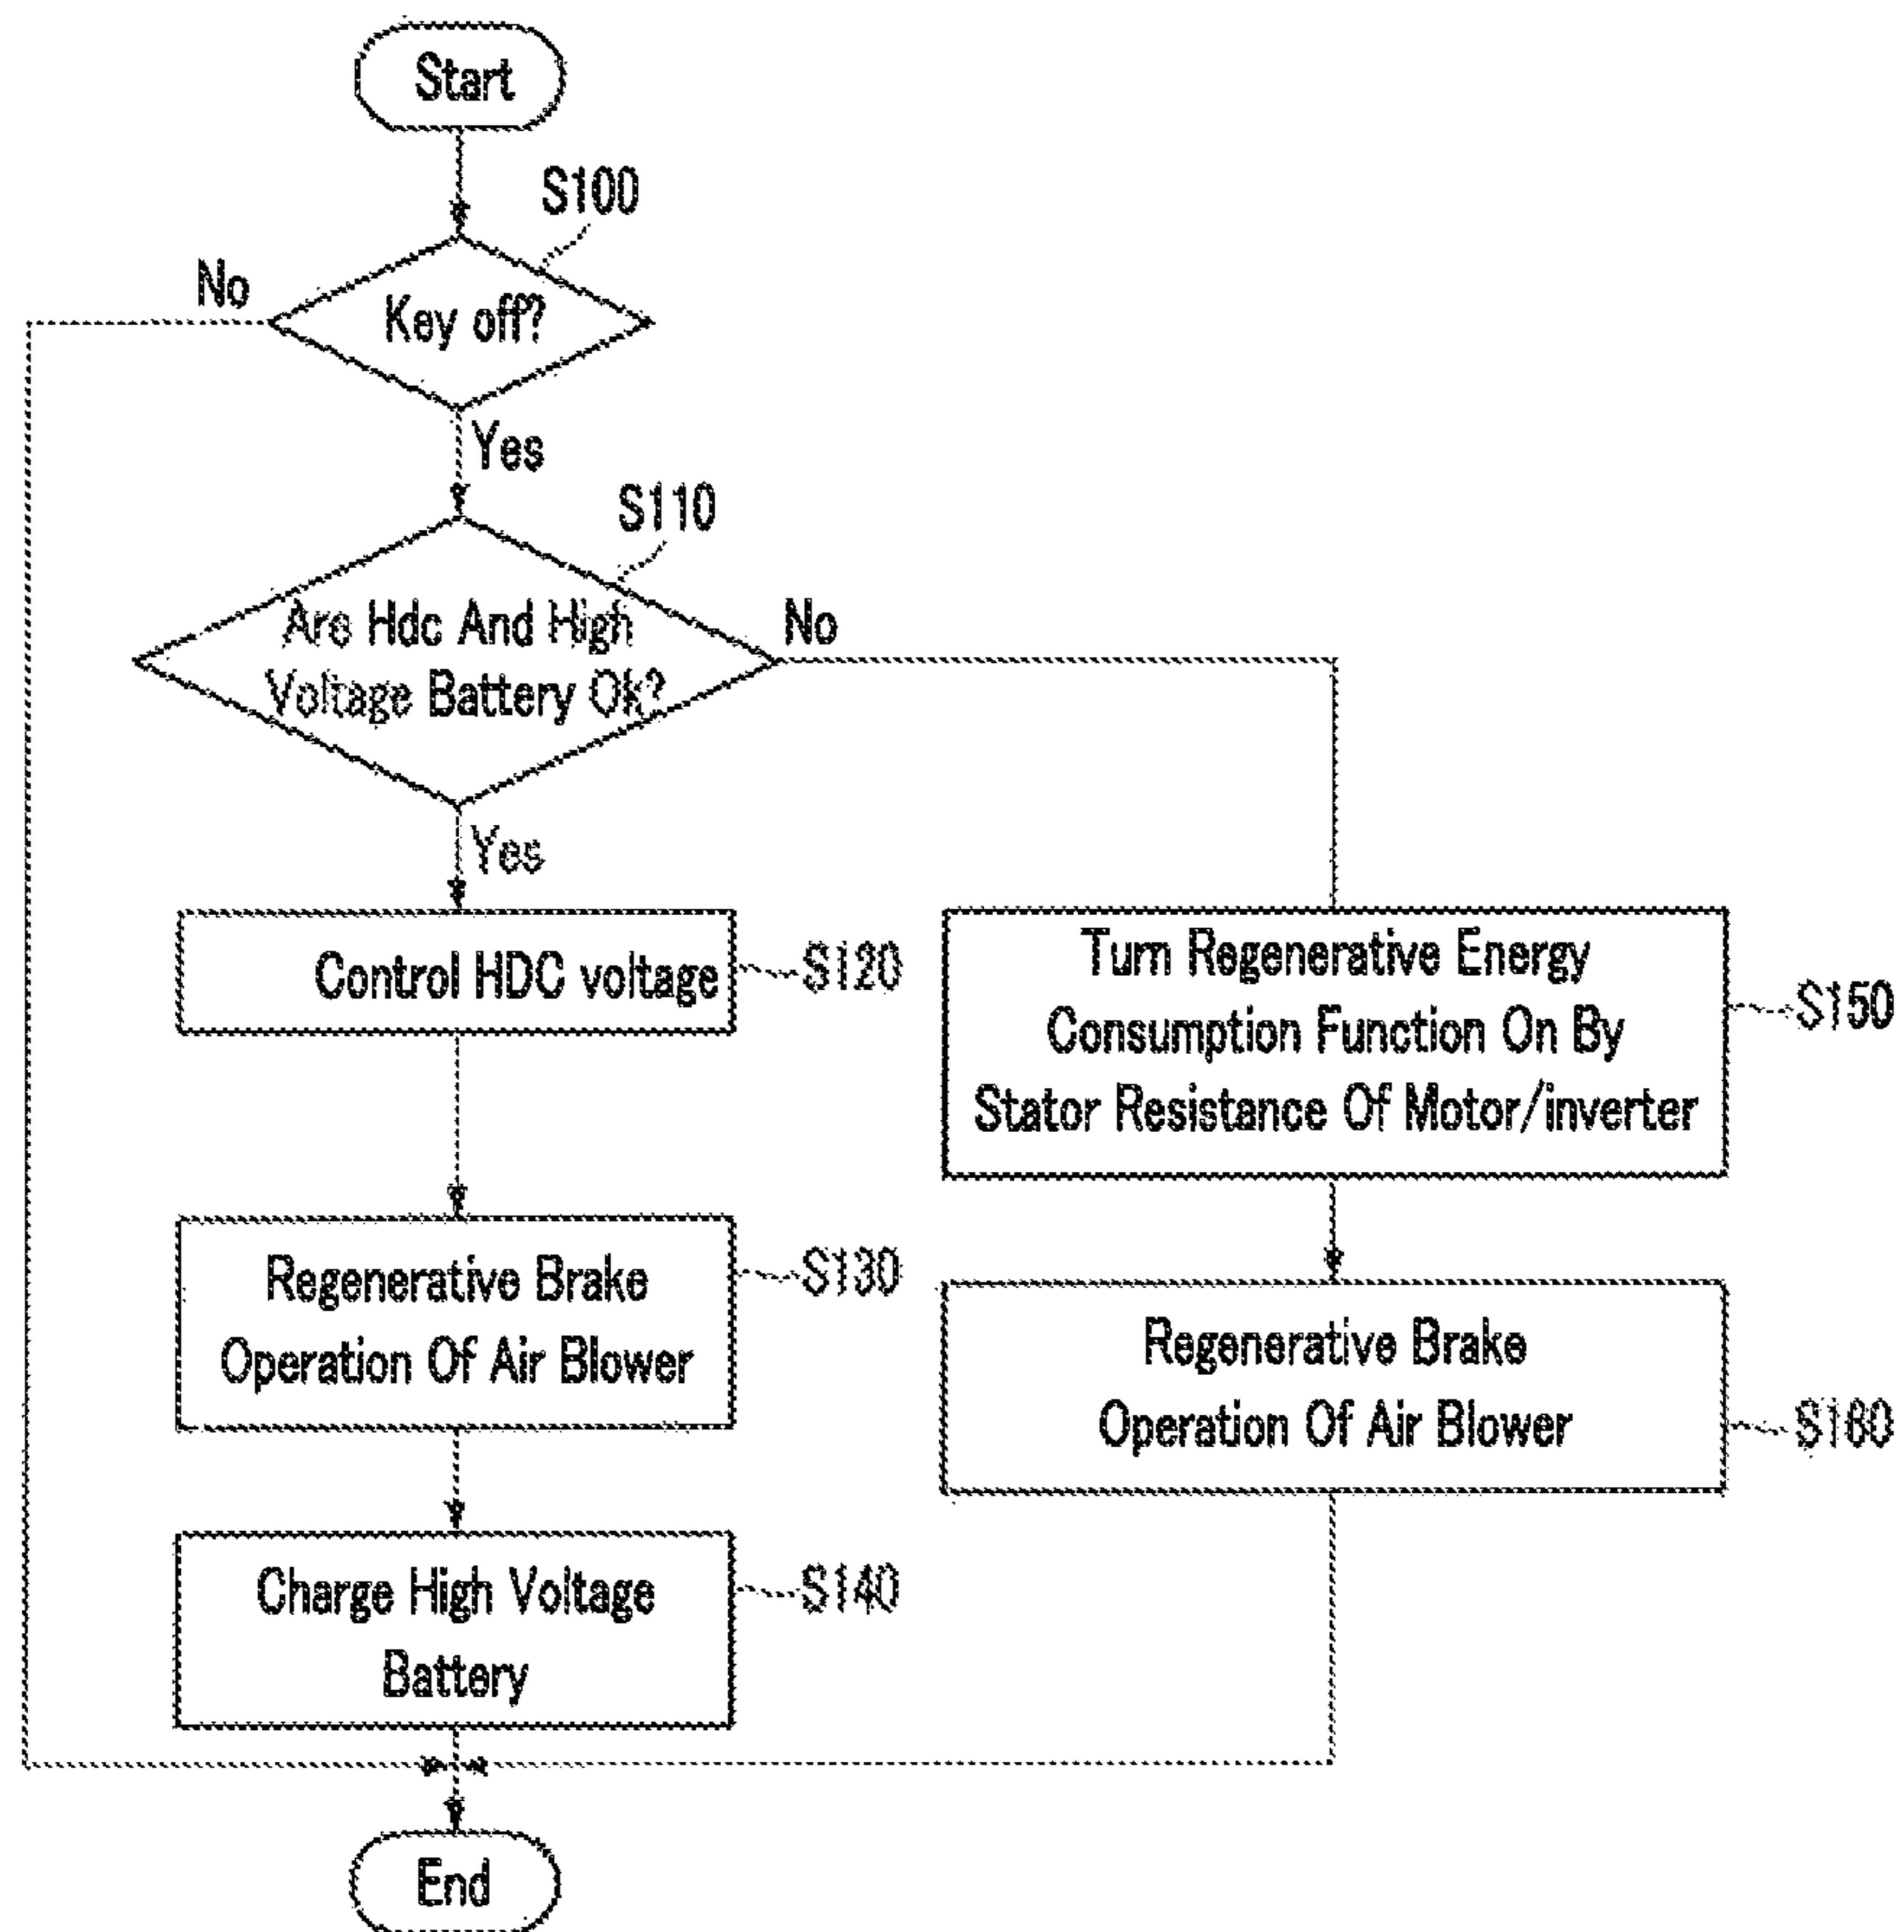 Start
S100
No
Key off?
Yes
S110
Are Hdc And High
Voltage Battery Ok?
No
Yes
Control HDC voltage
S120
Turn Regenerative Energy
Consumption Function On By
Stator Resistance Of Motor/inverter
S150
Regenerative Brake
Operation Of Air Blower
S130
Regenerative Brake
Operation Of Air Blower
S160
Charge High Voltage
Battery
S140
End